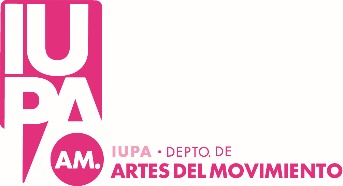 IU
PA
AM.
IUPA • DEPTO. DE
ARTES DEL MOVIMIENTO